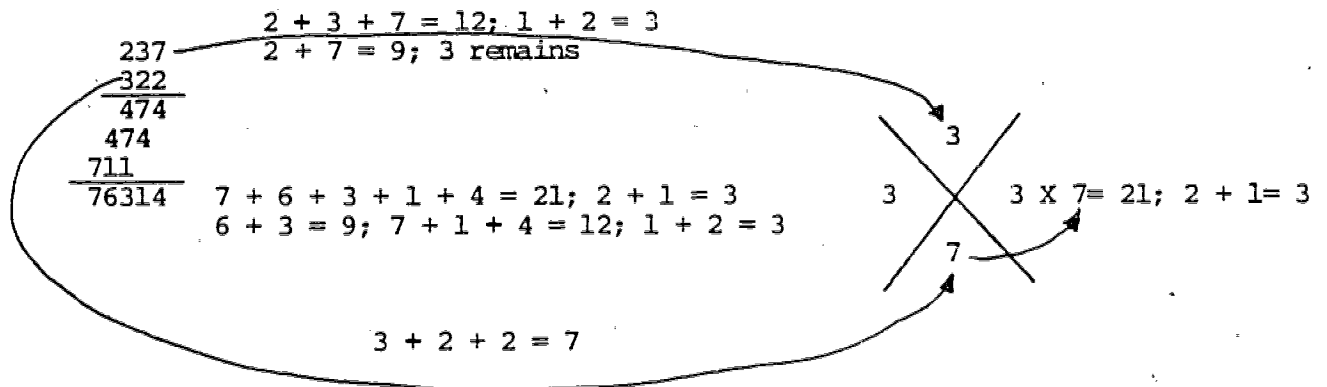 2 + 3 + 7 = 12; 1 + 2 = 3
237 2 + 7 = 9; 3 remains
322
474
474
711
76314 7 + 6 + 3 + 1 + 4 = 21; 2 + 1 = 3
6 + 3 = 9; 7 + 1 + 4 = 12; 1 + 2 = 3
3
3 3 X 7= 21; 2 + 1= 3
7
3 + 2 + 2 = 7